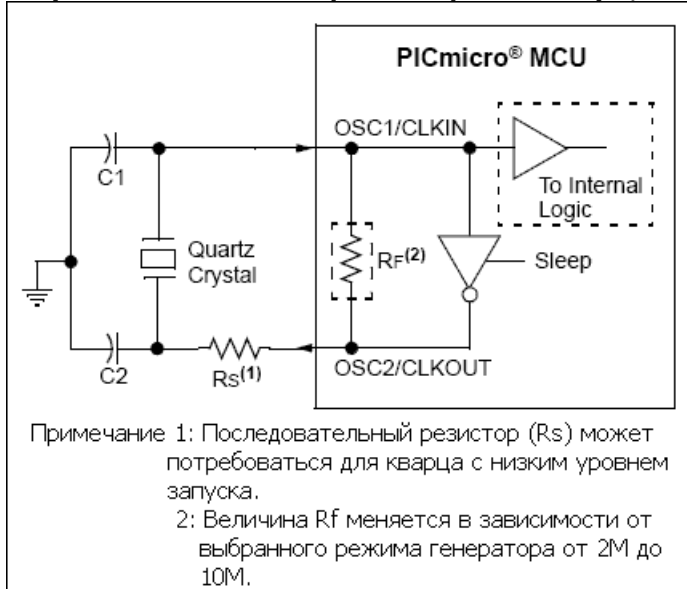 PICmicro® MCU
OSC1/CLKIN
C1
To Internal
Logic
Quartz
Crystal
RF(2)
Sleep
C2
RS(1)
OSC2/CLKOUT
Примечание 1: Последовательный резистор (Rs) может
потребоваться для кварца с низким уровнем
запуска.
2: Величина Rf меняется в зависимости от
выбранного режима генератора от 2М до
10М.